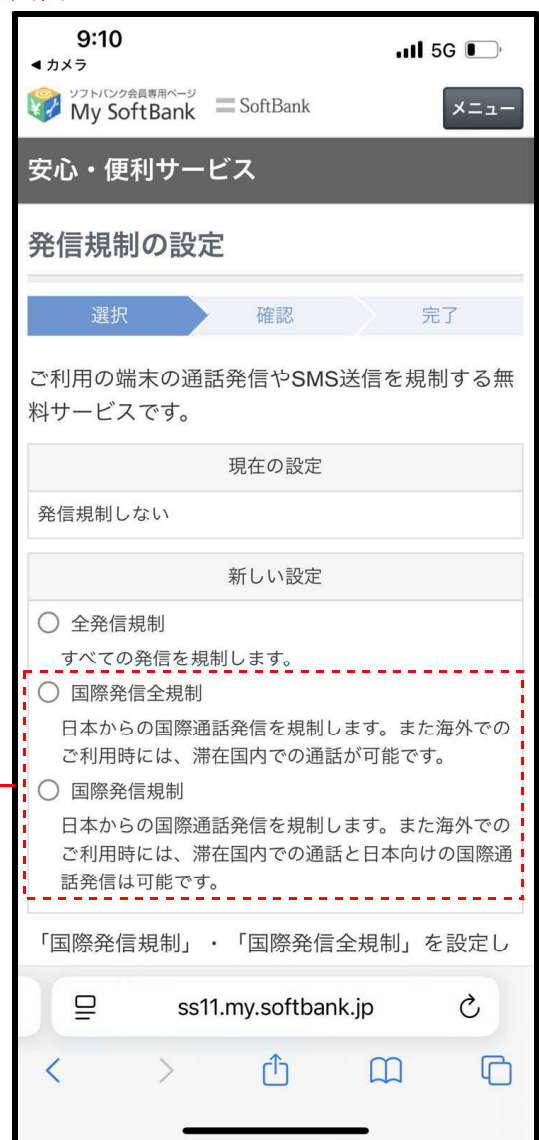 9:10
5G
◀ カメラ
ソフトバンク会員専用ページ
My SoftBank
SoftBank
メニュー
安心・便利サービス
発信規制の設定
選択
確認
完了
ご利用の端末の通話発信やSMS送信を規制する無
料サービスです。
現在の設定
発信規制しない
新しい設定
全発信規制
すべての発信を規制します。
国際発信全規制
日本からの国際通話発信を規制します。また海外での
ご利用時には、滞在国内での通話が可能です。
国際発信規制
日本からの国際通話発信を規制します。また海外での
ご利用時には、滞在国内での通話と日本向けの国際通
話発信は可能です。
「国際発信規制」・「国際発信全規制」を設定し
ss11.my.softbank.jp